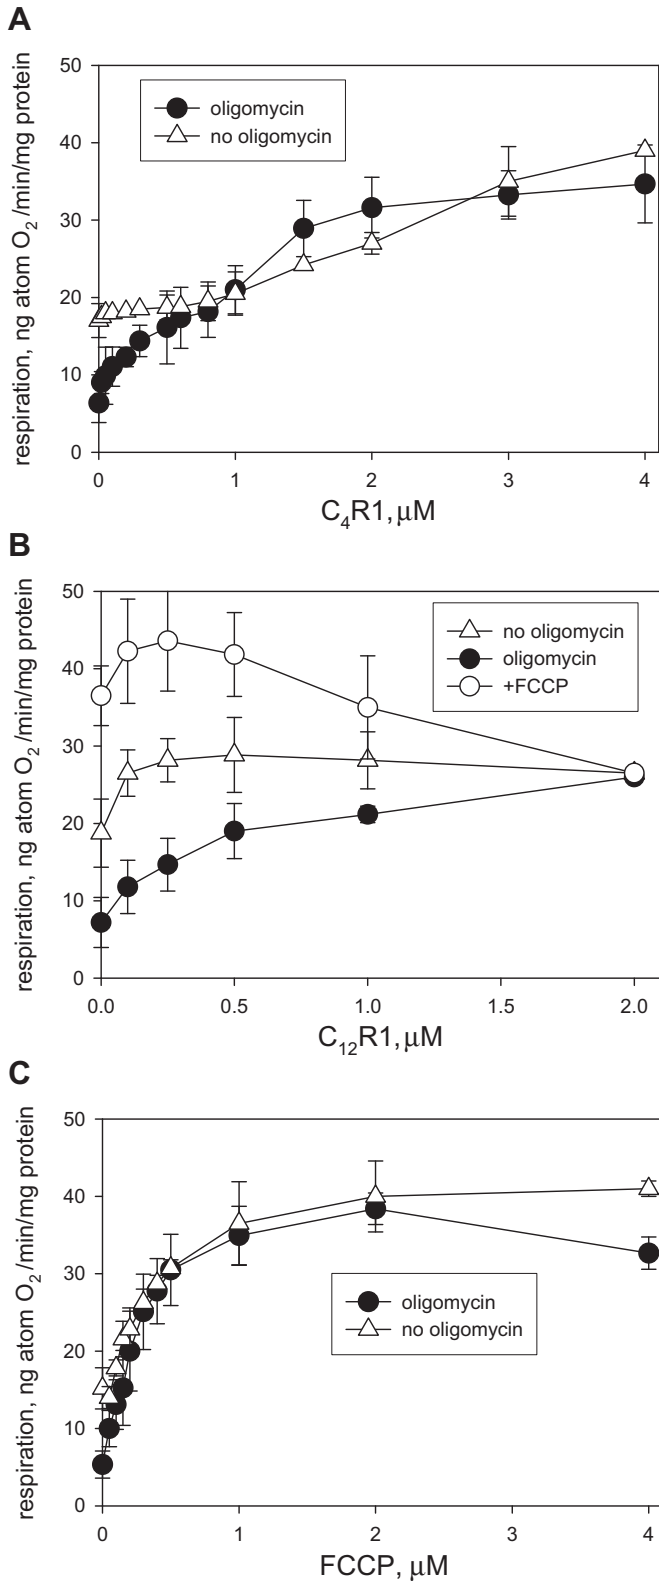 A
respiration, ng atom O₂ /min/mg protein
50
40
30
20
10
0
oligomycin
no oligomycin
0 1 2 3 4
C₄R1, μM
B
respiration, ng atom O₂ /min/mg protein
50
40
30
20
10
0
no oligomycin
oligomycin
+FCCP
0.0 0.5 1.0 1.5 2.0
C₁₂R1, μM
C
respiration, ng atom O₂ /min/mg protein
50
40
30
20
10
0
oligomycin
no oligomycin
0 1 2 3 4
FCCP, μM